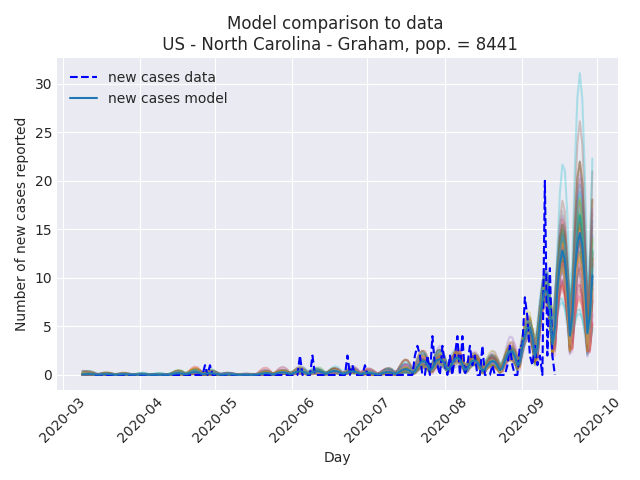 Model comparison to data
US - North Carolina - Graham, pop. = 8441
new cases data
new cases model
Number of new cases reported
30
25
20
15
10
5
0
2020-03
2020-04
2020-05
2020-06
2020-07
2020-08
2020-09
2020-10
Day